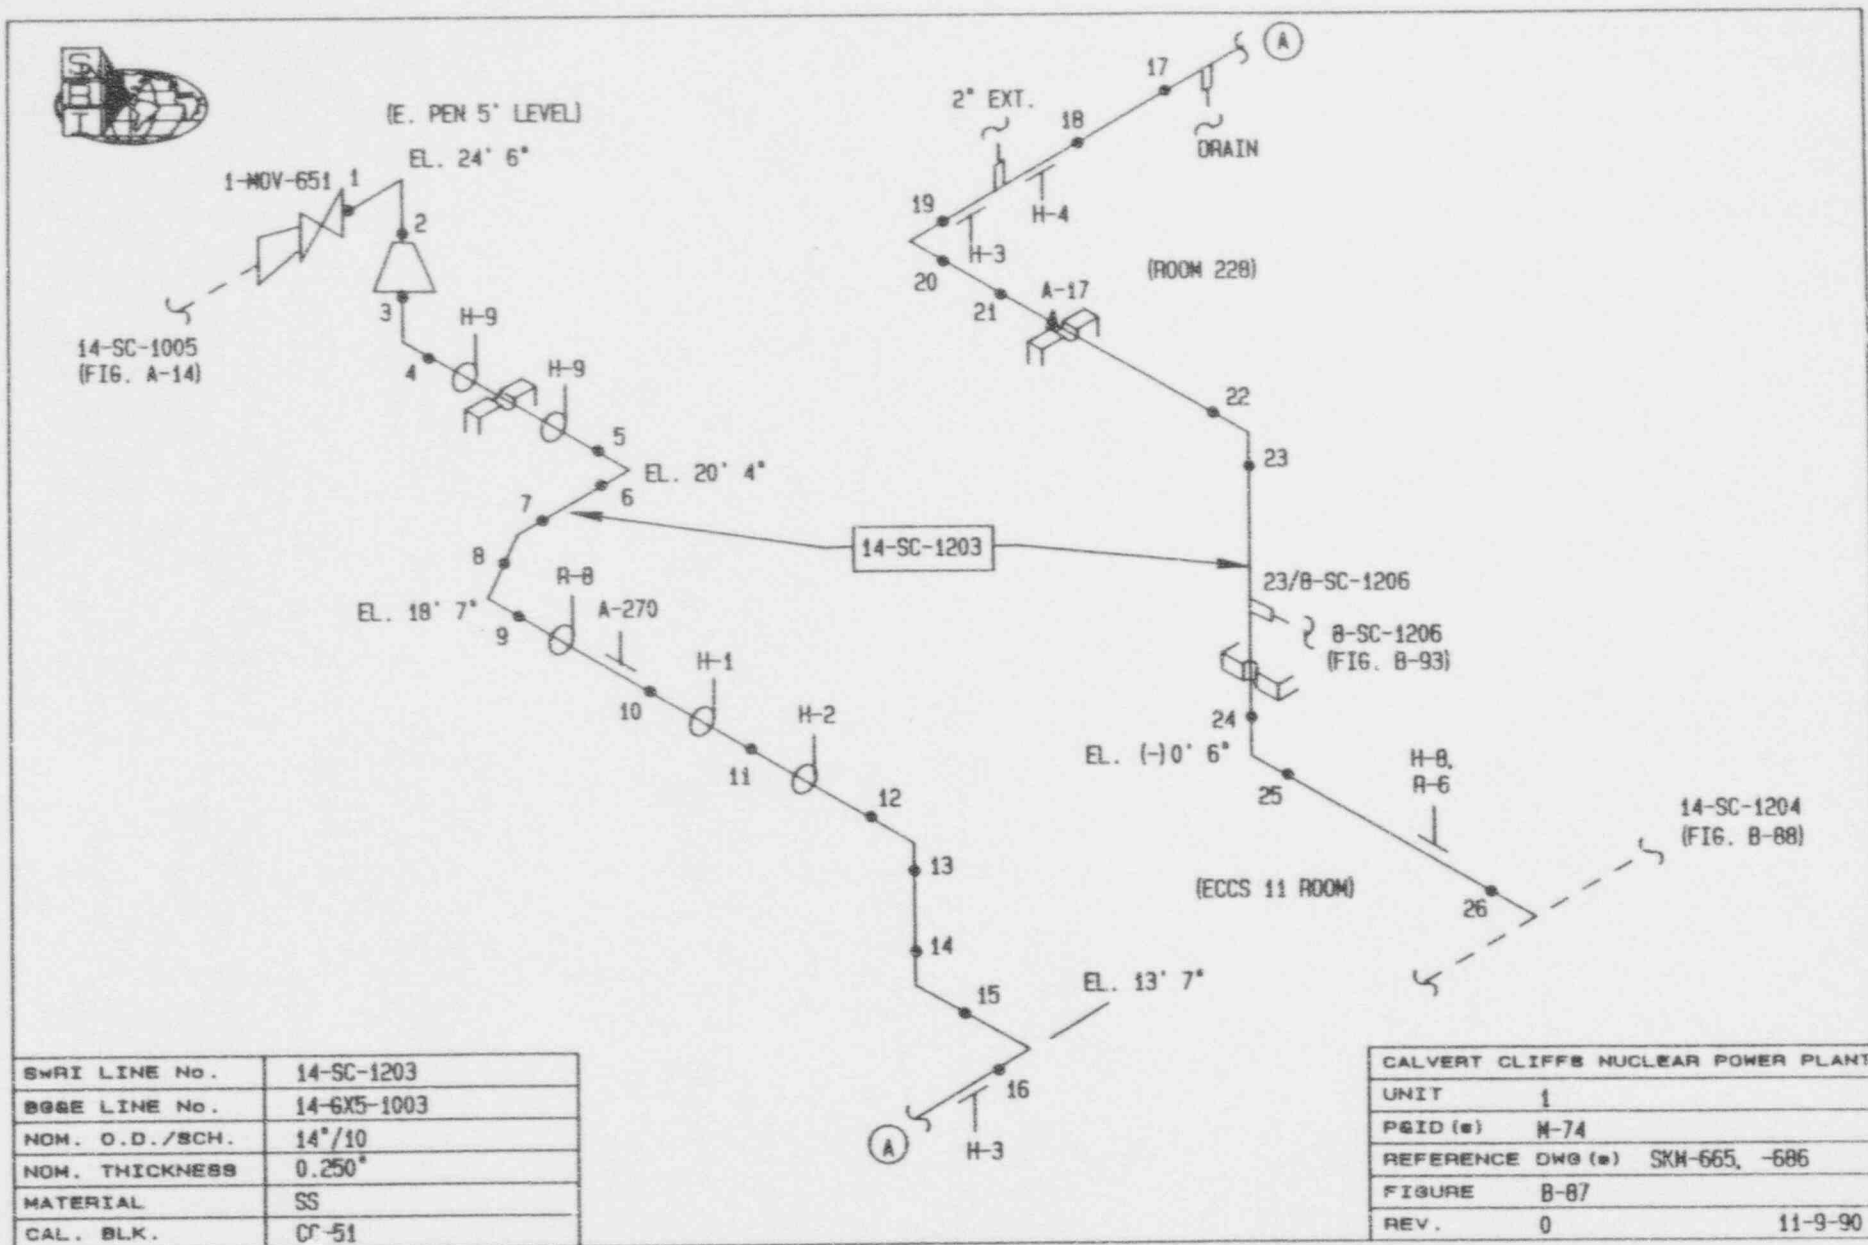 SRI
(E. PEN 5' LEVEL)
EL. 24' 6"
1-MOV-651
1
2
3
14-SC-1005
(FIG. A-14)
4
H-9
H-9
5
EL. 20' 4"
6
7
8
EL. 18' 7"
9
R-8
A-270
10
H-1
11
H-2
12
13
14
15
EL. 13' 7"
16
H-3
A
A
17
DRAIN
2" EXT.
18
H-4
19
H-3
20
(ROOM 228)
21
A-17
22
23
14-SC-1203
23/8-SC-1206
8-SC-1206
(FIG. B-93)
24
EL. (-)0' 6"
25
H-8,
R-6
14-SC-1204
(FIG. B-88)
(ECCS 11 ROOM)
26
SWRI LINE No. 14-SC-1203
BG&E LINE No. 14-GX5-1003
NOM. O.D./SCH. 14"/10
NOM. THICKNESS 0.250"
MATERIAL SS
CAL. BLK. CC-51
CALVERT CLIFFS NUCLEAR POWER PLANT
UNIT 1
P&ID(s) M-74
REFERENCE DWG(s) SKM-665, -686
FIGURE B-87
REV. 0 11-9-90